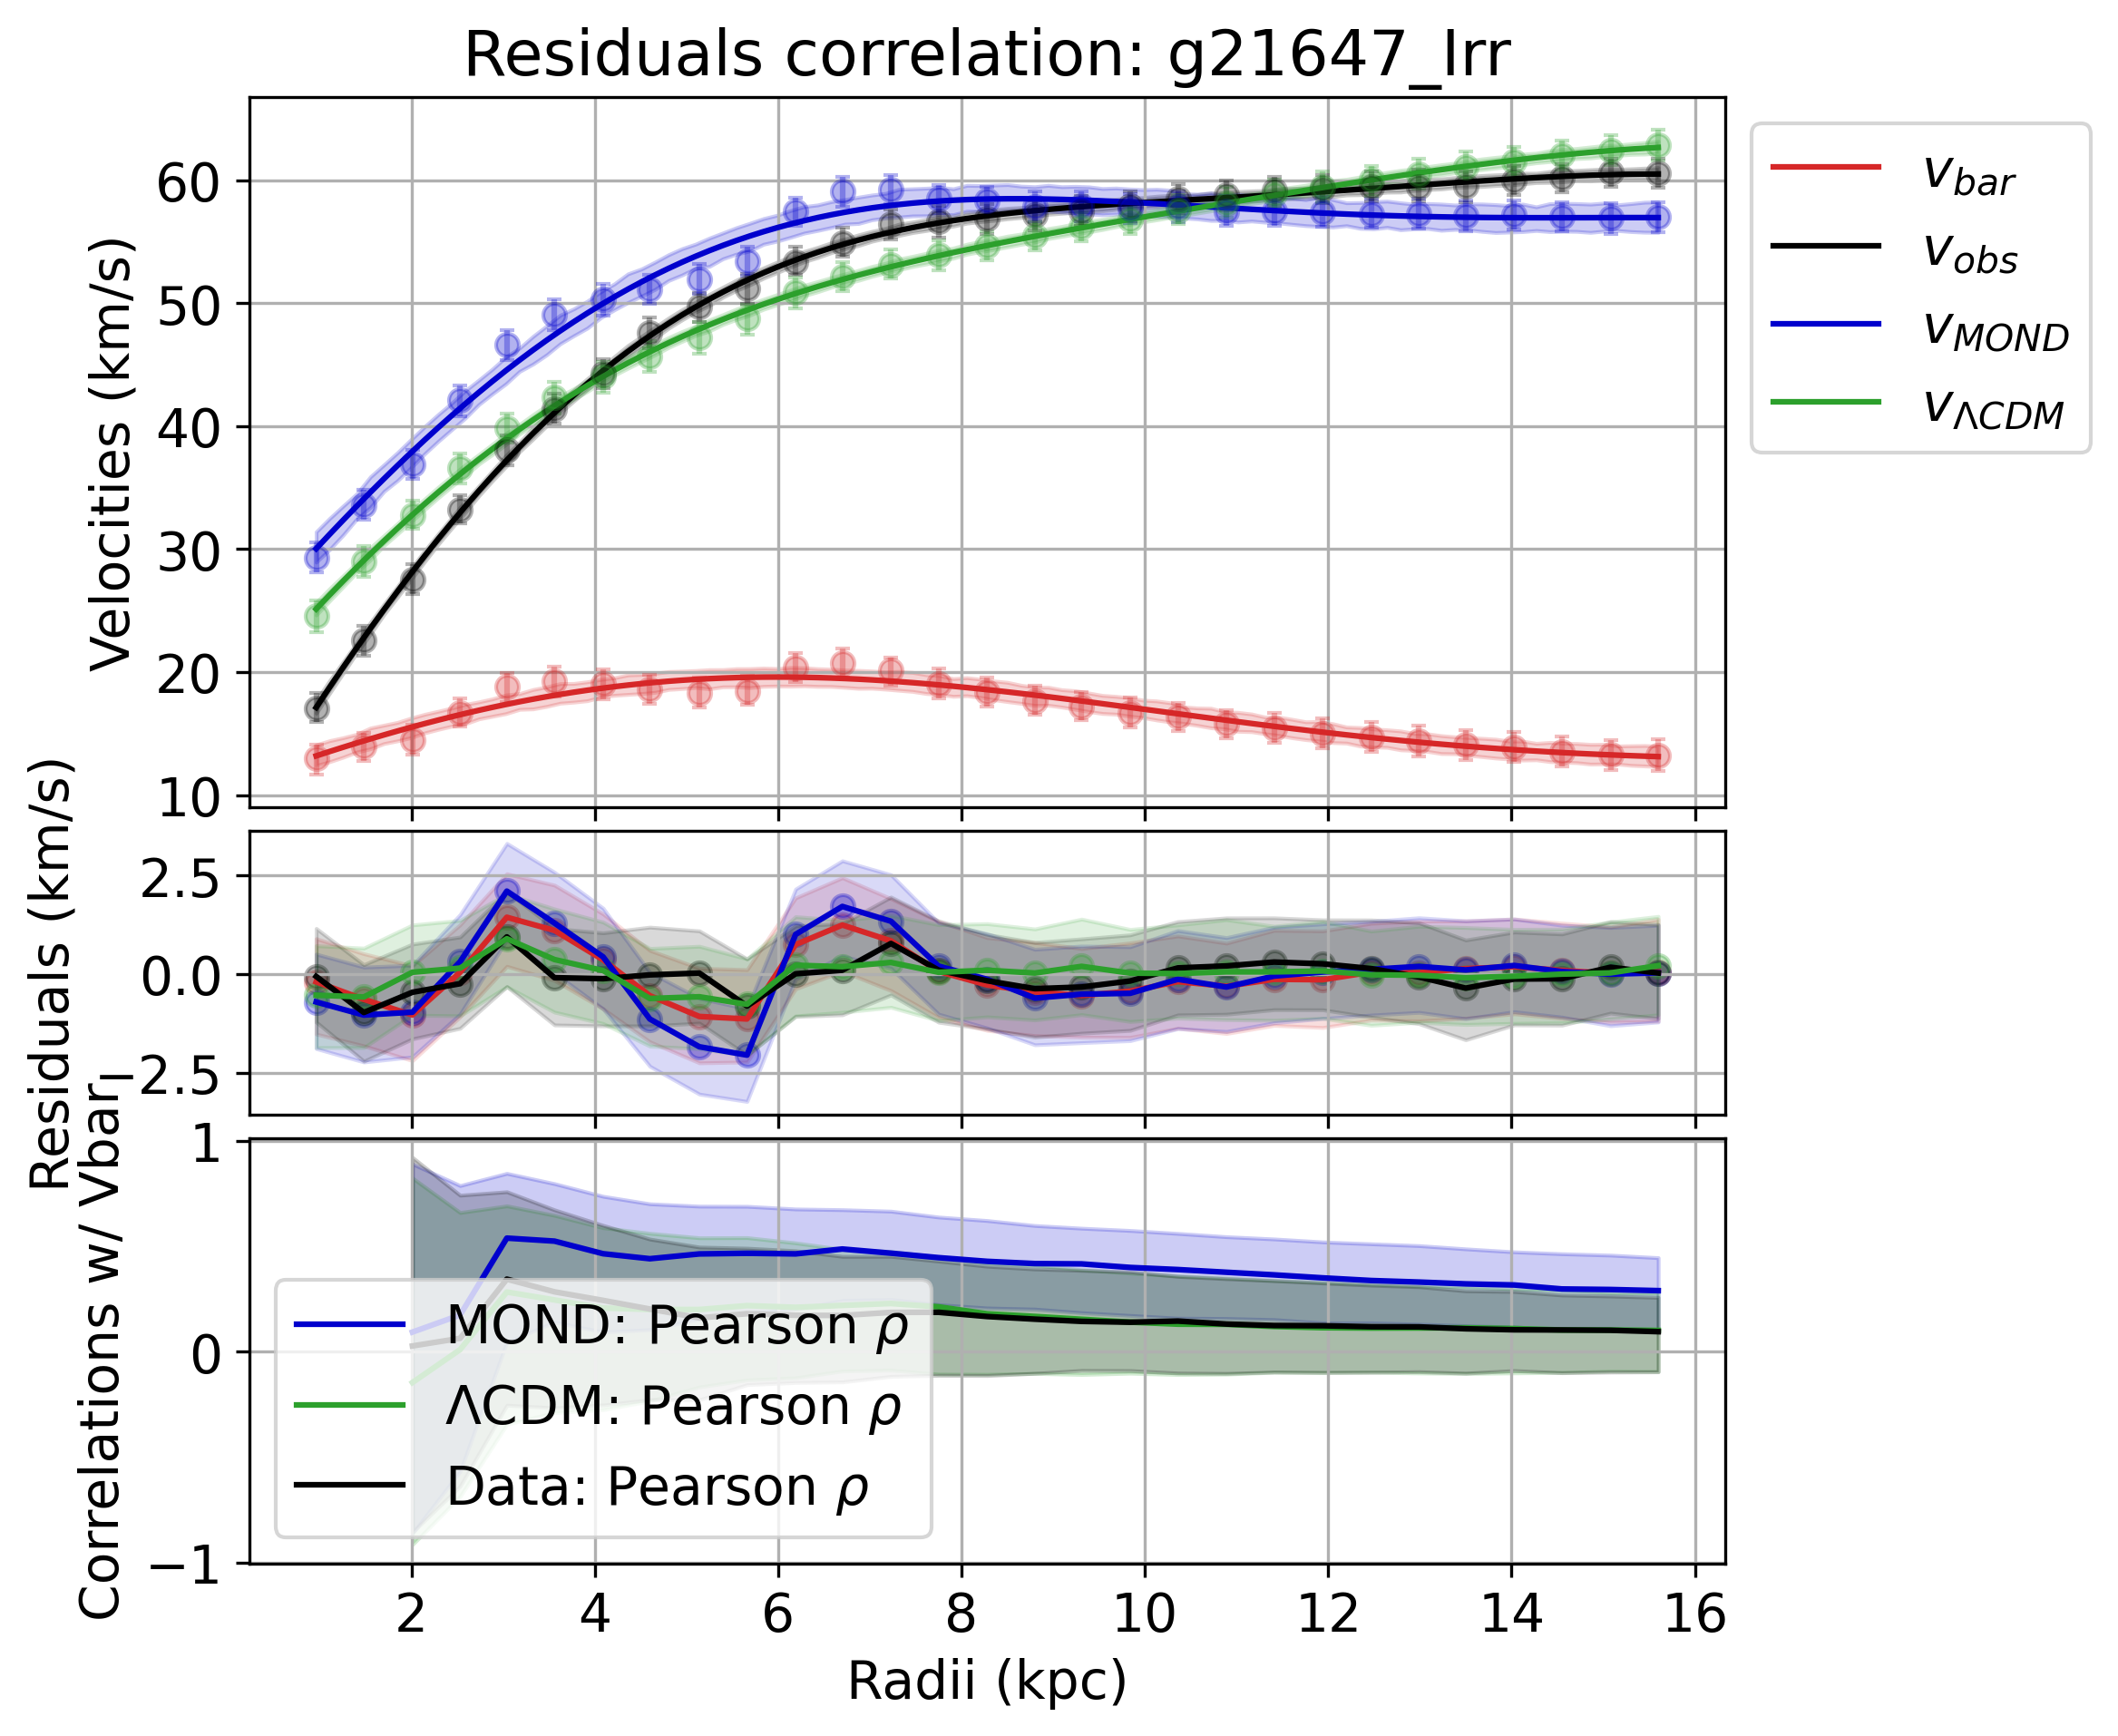 Residuals correlation: g21647_Irr
Velocities (km/s)
60
50
40
30
20
10
v_bar
v_obs
v_MOND
v_ΛCDM
Residuals (km/s)
2.5
0.0
−2.5
Correlations w/ Vbar
1
0
−1
MOND: Pearson ρ
ΛCDM: Pearson ρ
Data: Pearson ρ
2 4 6 8 10 12 14 16
Radii (kpc)